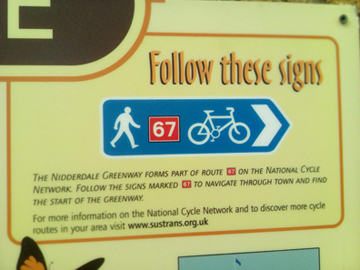 E
Follow these signs
67
THE NIDDERDALE GREENWAY FORMS PART OF ROUTE 67 ON THE NATIONAL CYCLE
NETWORK. FOLLOW THE SIGNS MARKED 67 TO NAVIGATE THROUGH TOWN AND FIND
THE START OF THE GREENWAY.
For more information on the National Cycle Network and to discover more cycle
routes in your area visit www.sustrans.org.uk